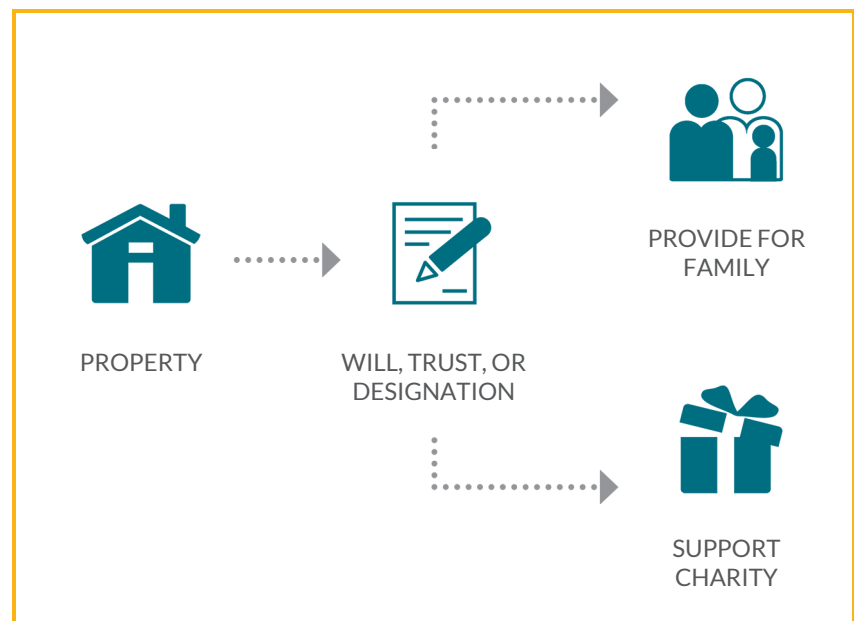 PROPERTY
WILL, TRUST, OR
DESIGNATION
PROVIDE FOR
FAMILY
SUPPORT
CHARITY